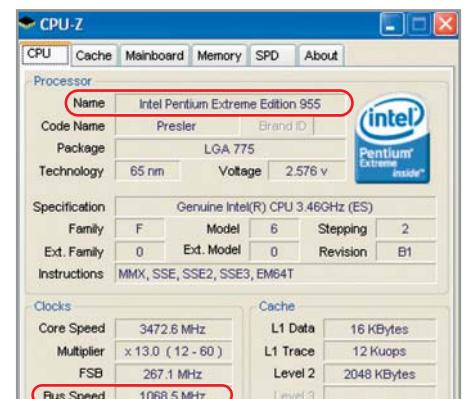 CPU-Z
CPU Cache Mainboard Memory SPD About
Processor
Name Intel Pentium Extreme Edition 955
Code Name Presler Brand ID
Package LGA 775
Technology 65 nm Voltage 2.576 v
intel
Pentium
Extreme
inside
Specification Genuine Intel(R) CPU 3.46GHz (ES)
Family F Model 6 Stepping 2
Ext. Family 0 Ext. Model 0 Revision B1
Instructions MMX, SSE, SSE2, SSE3, EM64T
Clocks Cache
Core Speed 3472.6 MHz L1 Data 16 KBytes
Multiplier x 13.0 ( 12 - 60 ) L1 Trace 12 Kuops
FSB 267.1 MHz Level 2 2048 KBytes
Bus Speed 1068.5 MHz Level 3